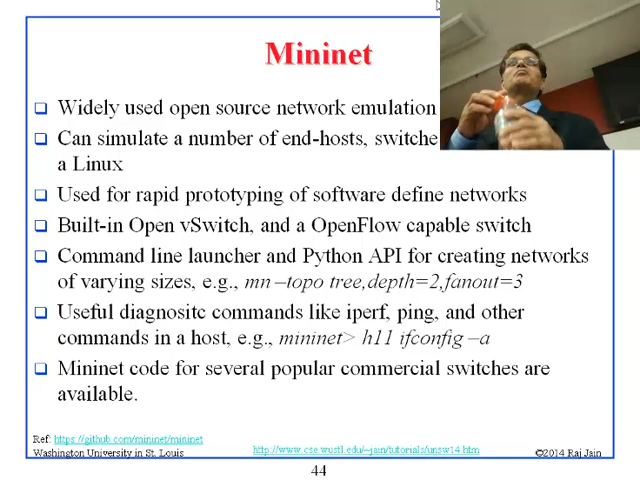 Mininet
Widely used open source network emulation
Can simulate a number of end-hosts, switche
a Linux
Used for rapid prototyping of software define networks
Built-in Open vSwitch, and a OpenFlow capable switch
Command line launcher and Python API for creating networks
of varying sizes, e.g., mn –topo tree,depth=2,fanout=3
Useful diagnositc commands like iperf, ping, and other
commands in a host, e.g., mininet> h11 ifconfig –a
Mininet code for several popular commercial switches are
available.
Ref: https://github.com/mininet/mininet
Washington University in St. Louis
http://www.cse.wustl.edu/~jain/tutorials/unsw14.htm
©2014 Raj Jain
44